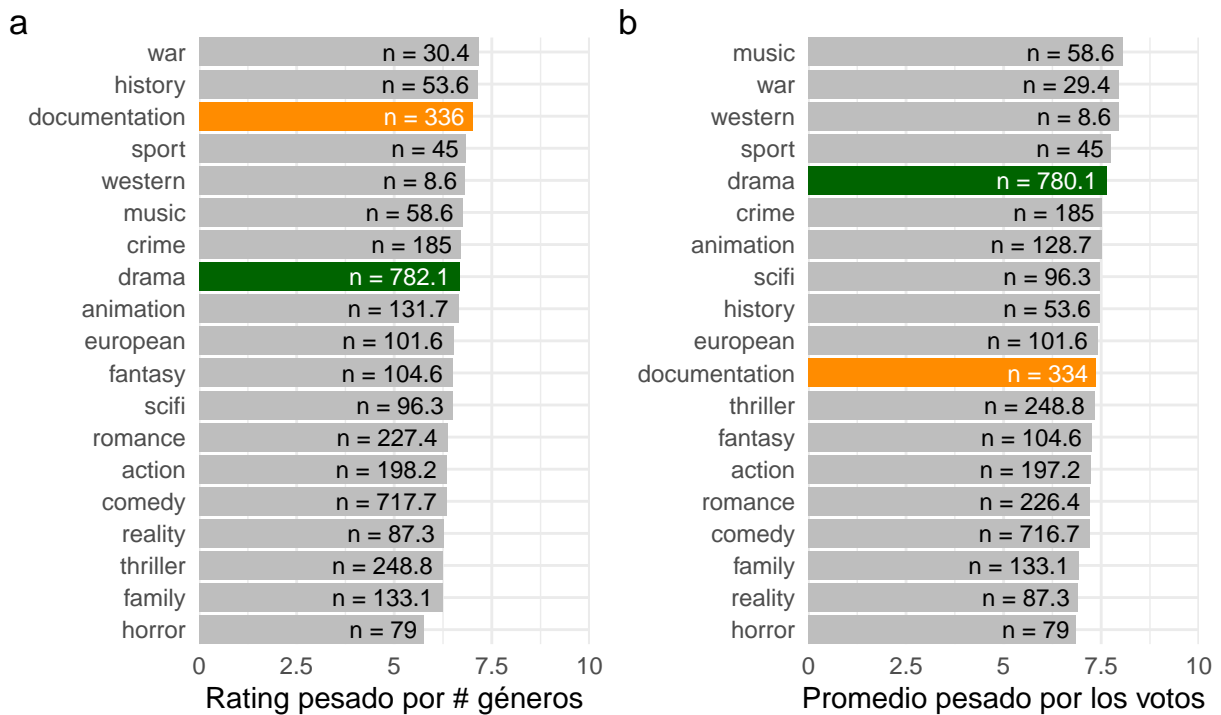 a
war n = 30.4
history n = 53.6
documentation n = 336
sport n = 45
western n = 8.6
music n = 58.6
crime n = 185
drama n = 782.1
animation n = 131.7
european n = 101.6
fantasy n = 104.6
scifi n = 96.3
romance n = 227.4
action n = 198.2
comedy n = 717.7
reality n = 87.3
thriller n = 248.8
family n = 133.1
horror n = 79
0 2.5 5 7.5 10
Rating pesado por # géneros
b
music n = 58.6
war n = 29.4
western n = 8.6
sport n = 45
drama n = 780.1
crime n = 185
animation n = 128.7
scifi n = 96.3
history n = 53.6
european n = 101.6
documentation n = 334
thriller n = 248.8
fantasy n = 104.6
action n = 197.2
romance n = 226.4
comedy n = 716.7
family n = 133.1
reality n = 87.3
horror n = 79
0 2.5 5 7.5 10
Promedio pesado por los votos